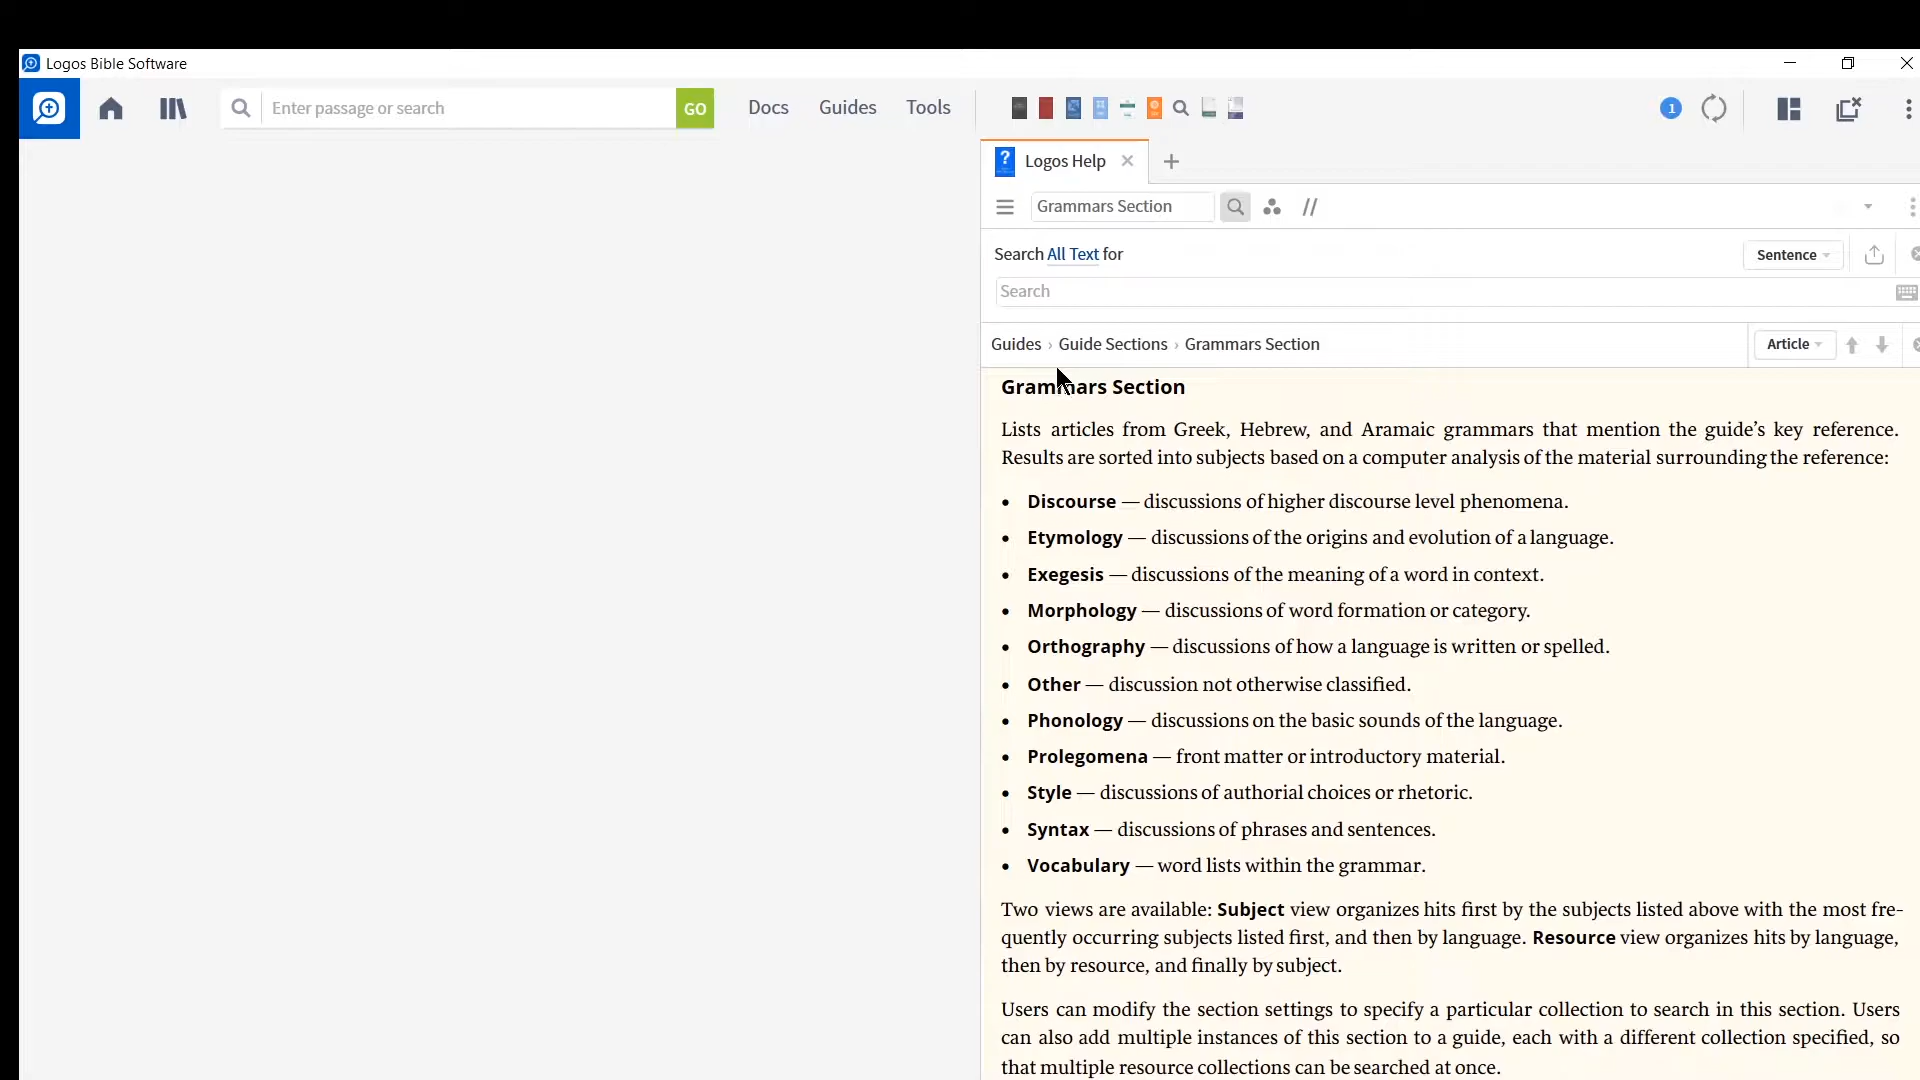 Logos Bible Software
Enter passage or search
GO
Docs
Guides
Tools
1
Logos Help
Grammars Section
Search All Text for
Sentence
Search
Guides › Guide Sections › Grammars Section
Article
Grammars Section
Lists articles from Greek, Hebrew, and Aramaic grammars that mention the guide’s key reference.
Results are sorted into subjects based on a computer analysis of the material surrounding the reference:
• Discourse — discussions of higher discourse level phenomena.
• Etymology — discussions of the origins and evolution of a language.
• Exegesis — discussions of the meaning of a word in context.
• Morphology — discussions of word formation or category.
• Orthography — discussions of how a language is written or spelled.
• Other — discussion not otherwise classified.
• Phonology — discussions on the basic sounds of the language.
• Prolegomena — front matter or introductory material.
• Style — discussions of authorial choices or rhetoric.
• Syntax — discussions of phrases and sentences.
• Vocabulary — word lists within the grammar.
Two views are available: Subject view organizes hits first by the subjects listed above with the most fre-
quently occurring subjects listed first, and then by language. Resource view organizes hits by language,
then by resource, and finally by subject.
Users can modify the section settings to specify a particular collection to search in this section. Users
can also add multiple instances of this section to a guide, each with a different collection specified, so
that multiple resource collections can be searched at once.